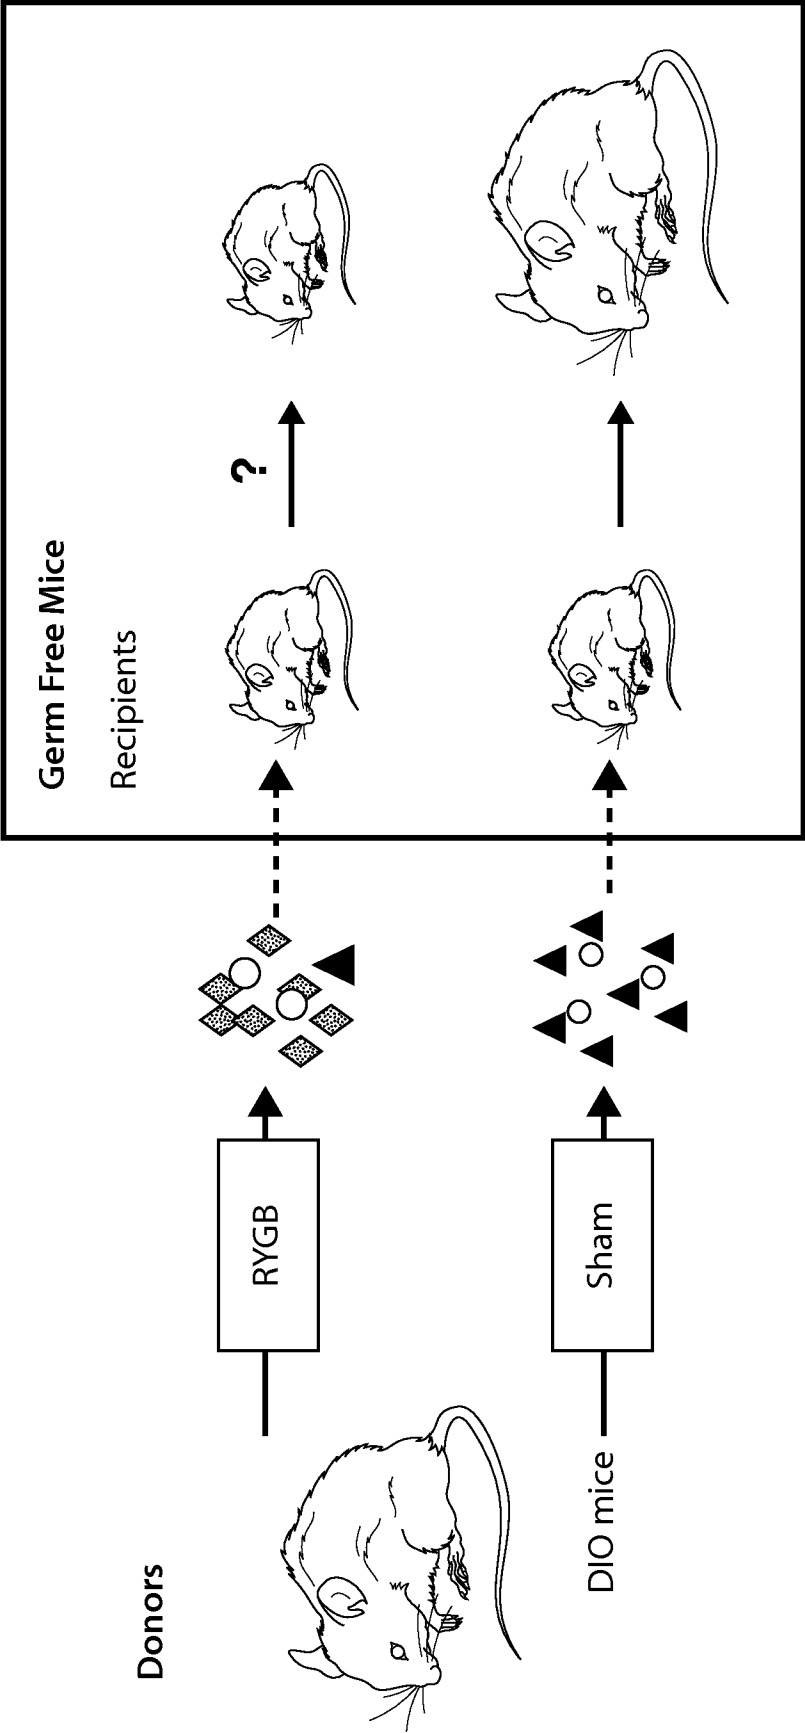 Donors
DIO mice
RYGB
Sham
Germ Free Mice
Recipients
?